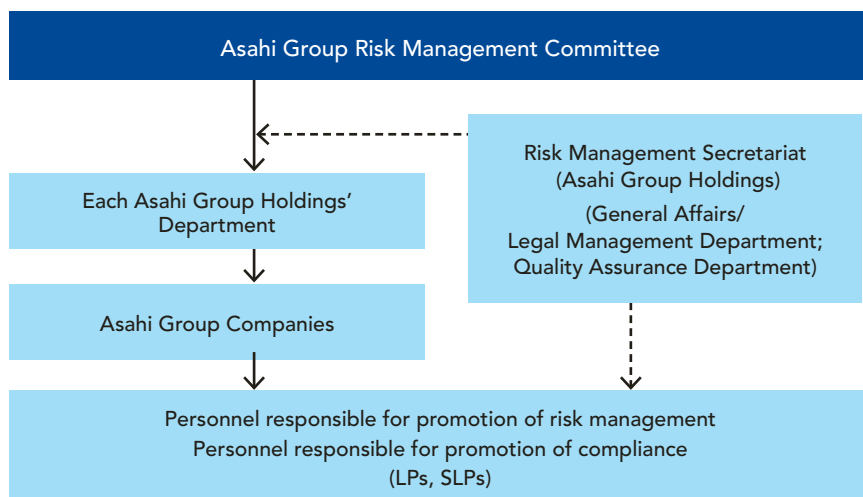 Asahi Group Risk Management Committee
Risk Management Secretariat
(Asahi Group Holdings)
(General Affairs/
Legal Management Department;
Quality Assurance Department)
Each Asahi Group Holdings’
Department
Asahi Group Companies
Personnel responsible for promotion of risk management
Personnel responsible for promotion of compliance
(LPs, SLPs)